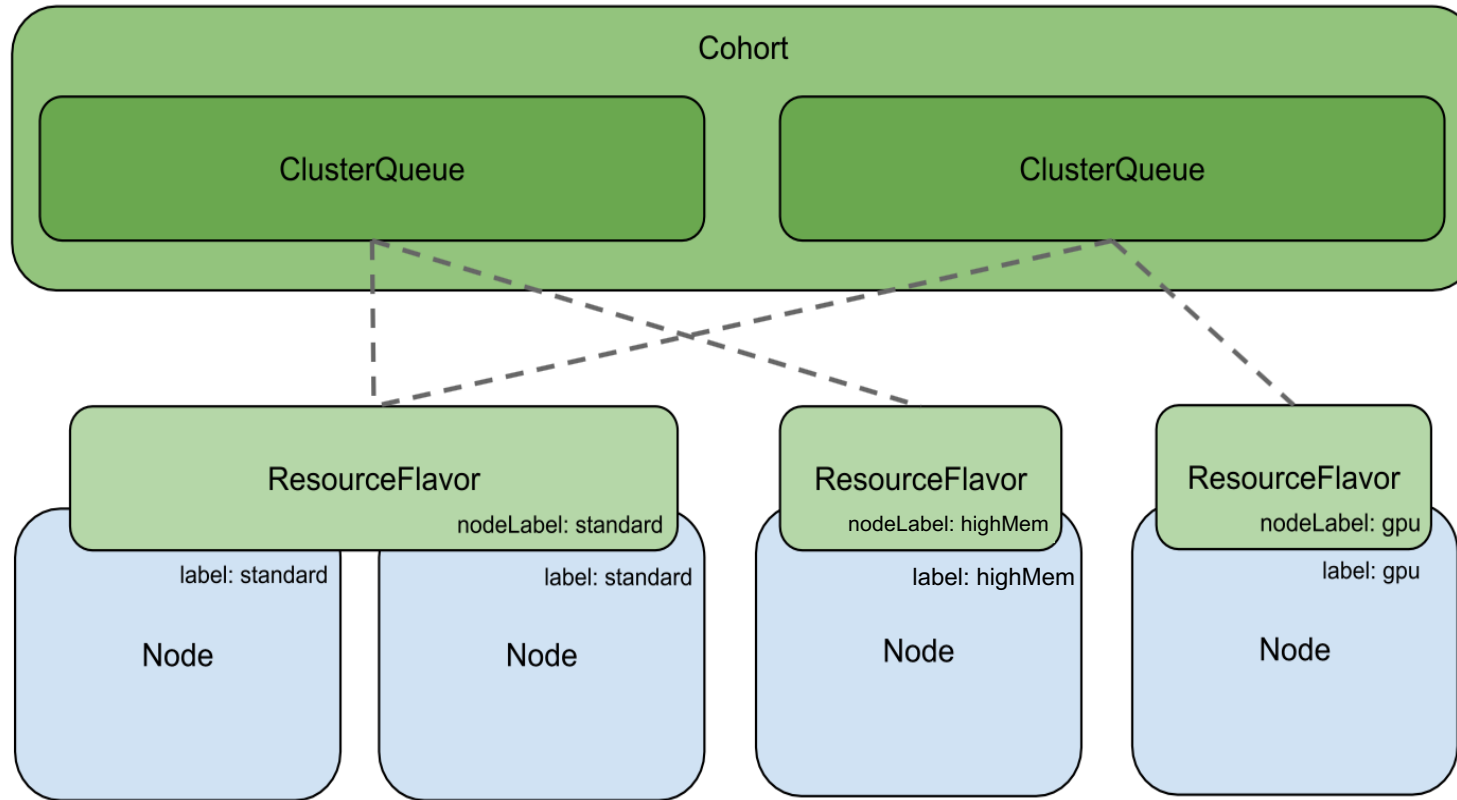 Cohort
ClusterQueue
ClusterQueue
ResourceFlavor
nodeLabel: standard
ResourceFlavor
nodeLabel: highMem
ResourceFlavor
nodeLabel: gpu
label: standard
Node
label: standard
Node
label: highMem
Node
label: gpu
Node